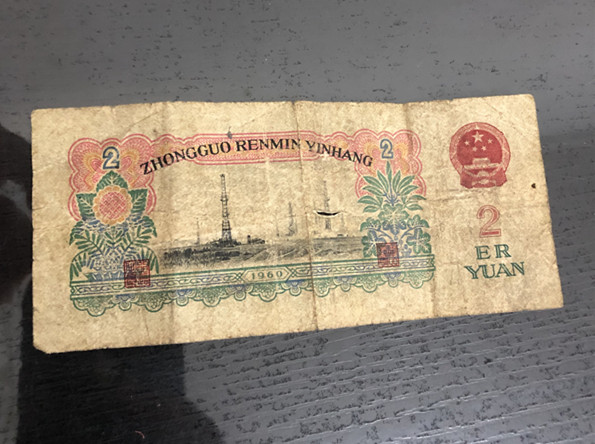 ZHONGGUO RENMIN YINHANG
2
2
2
ER
YUAN
1960